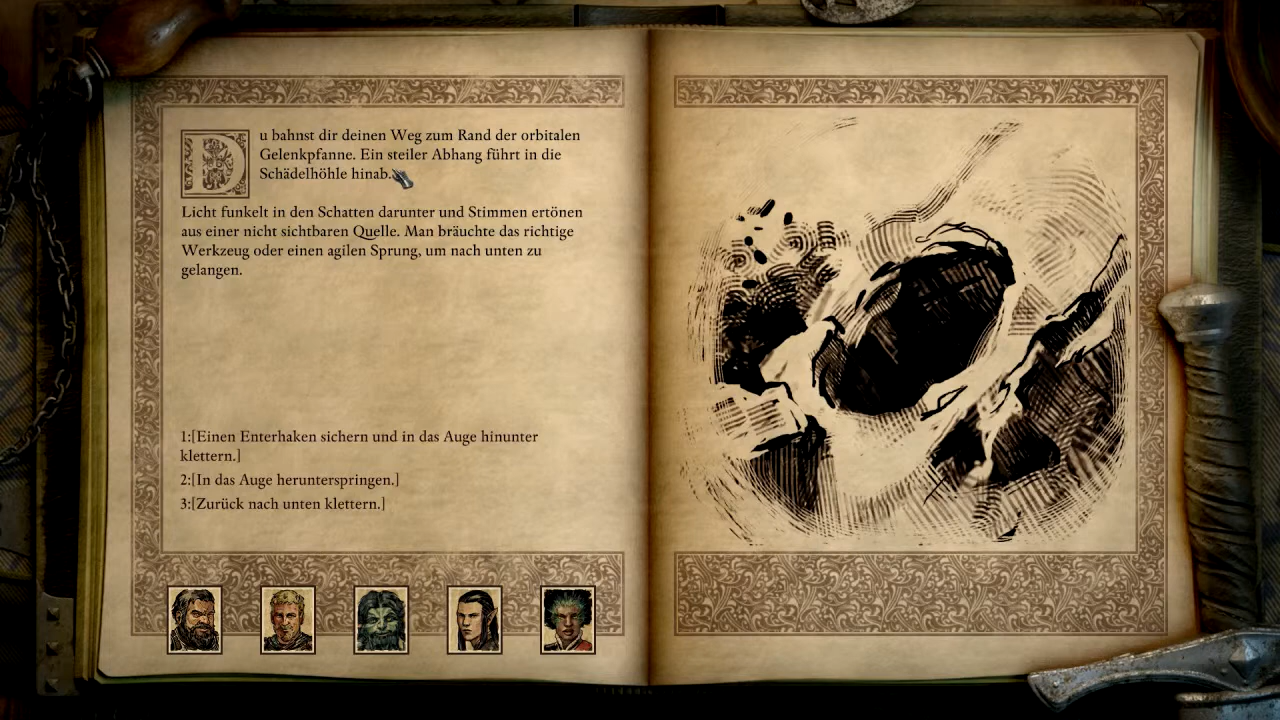 Du bahnst dir deinen Weg zum Rand der orbitalen
Gelenkpfanne. Ein steiler Abhang führt in die
Schädelhöhle hinab.
Licht funkelt in den Schatten darunter und Stimmen ertönen
aus einer nicht sichtbaren Quelle. Man bräuchte das richtige
Werkzeug oder einen agilen Sprung, um nach unten zu
gelangen.
1:[Einen Enterhaken sichern und in das Auge hinunter
klettern.]
2:[In das Auge herunterspringen.]
3:[Zurück nach unten klettern.]